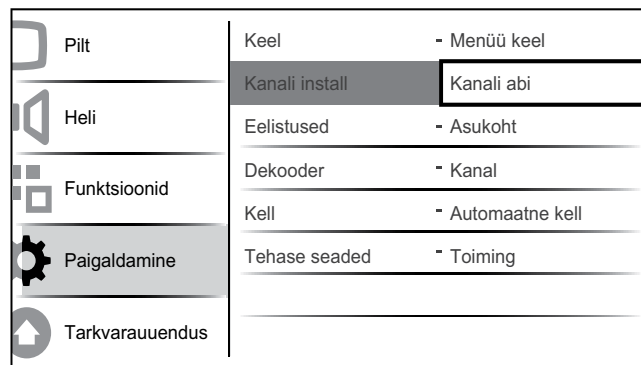 Pilt
Heli
Funktsioonid
Paigaldamine
Tarkvarauuendus
Keel - Menüü keel
Kanali install Kanali abi
Eelistused - Asukoht
Dekooder - Kanal
Kell - Automaatne kell
Tehase seaded - Toiming